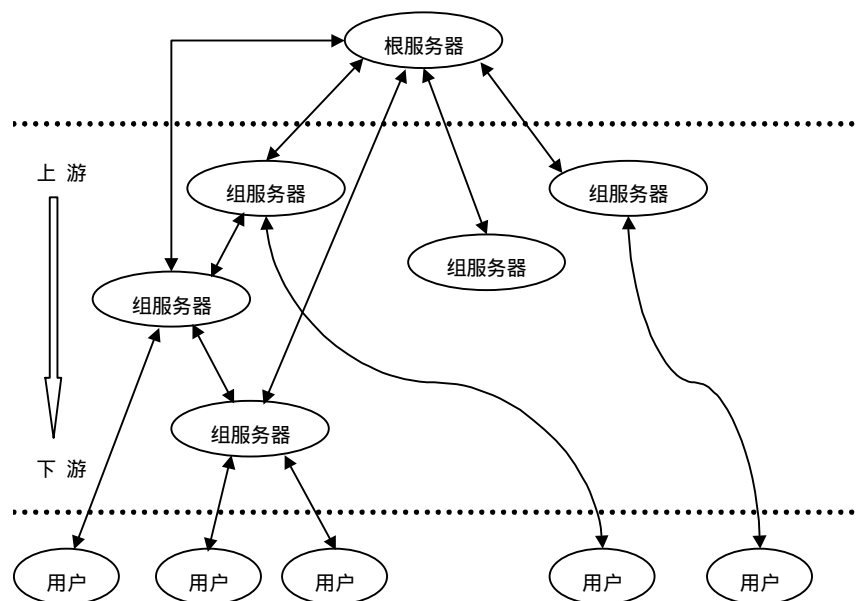 根服务器
上 游
组服务器
组服务器
组服务器
组服务器
组服务器
下 游
用户
用户
用户
用户
用户